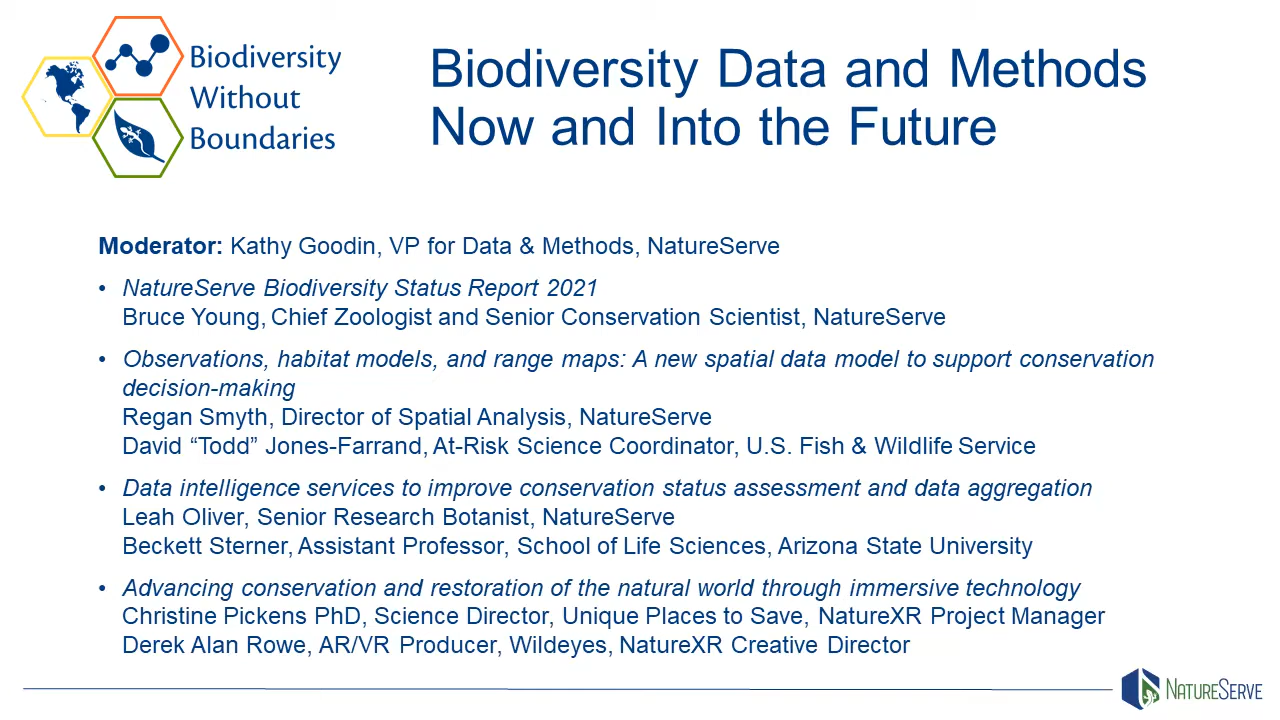 Biodiversity
Without
Boundaries
Biodiversity Data and Methods
Now and Into the Future
Moderator: Kathy Goodin, VP for Data & Methods, NatureServe
• NatureServe Biodiversity Status Report 2021
Bruce Young, Chief Zoologist and Senior Conservation Scientist, NatureServe
• Observations, habitat models, and range maps: A new spatial data model to support conservation
decision-making
Regan Smyth, Director of Spatial Analysis, NatureServe
David “Todd” Jones-Farrand, At-Risk Science Coordinator, U.S. Fish & Wildlife Service
• Data intelligence services to improve conservation status assessment and data aggregation
Leah Oliver, Senior Research Botanist, NatureServe
Beckett Sterner, Assistant Professor, School of Life Sciences, Arizona State University
• Advancing conservation and restoration of the natural world through immersive technology
Christine Pickens PhD, Science Director, Unique Places to Save, NatureXR Project Manager
Derek Alan Rowe, AR/VR Producer, Wildeyes, NatureXR Creative Director
NATURESERVE